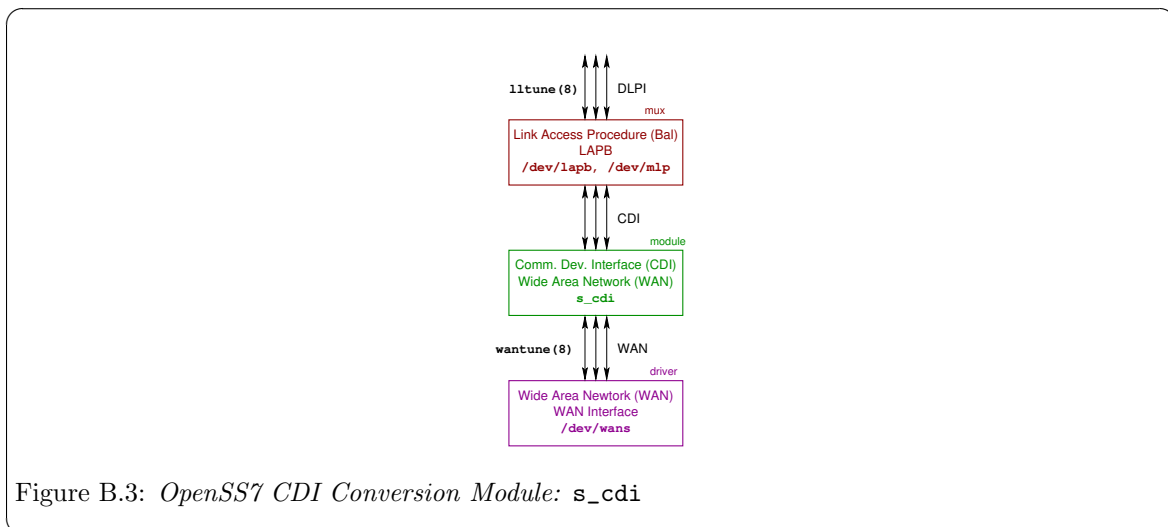 lltune(8) DLPI
mux
Link Access Procedure (Bal)
LAPB
/dev/lapb, /dev/mlp
CDI
module
Comm. Dev. Interface (CDI)
Wide Area Network (WAN)
s_cdi
wantune(8) WAN
driver
Wide Area Newtork (WAN)
WAN Interface
/dev/wans
Figure B.3: OpenSS7 CDI Conversion Module: s_cdi